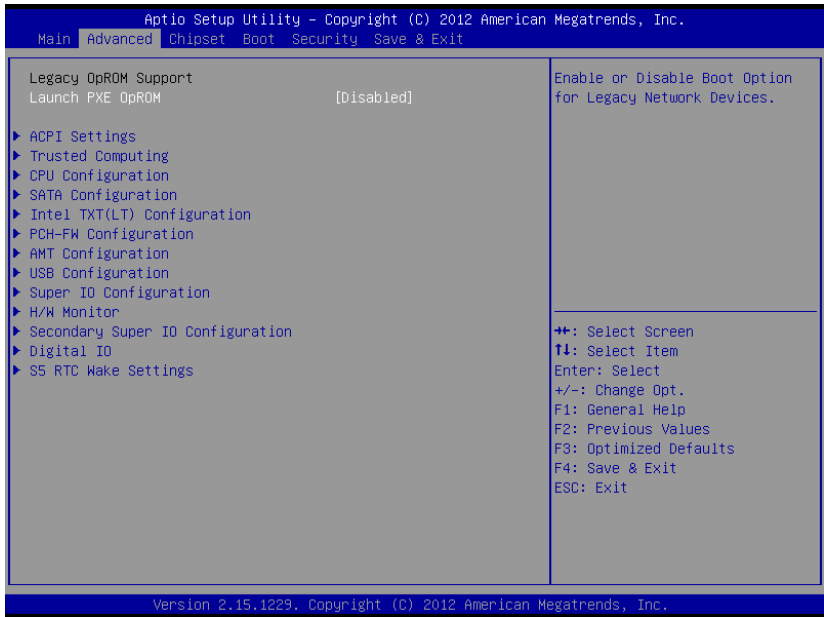 Aptio Setup Utility – Copyright (C) 2012 American Megatrends, Inc.
Main Advanced Chipset Boot Security Save & Exit
Legacy OpROM Support
Launch PXE OpROM [Disabled]
ACPI Settings
Trusted Computing
CPU Configuration
SATA Configuration
Intel TXT(LT) Configuration
PCH-FW Configuration
AMT Configuration
USB Configuration
Super IO Configuration
H/W Monitor
Secondary Super IO Configuration
Digital IO
S5 RTC Wake Settings
Enable or Disable Boot Option
for Legacy Network Devices.
→←: Select Screen
↑↓: Select Item
Enter: Select
+/-: Change Opt.
F1: General Help
F2: Previous Values
F3: Optimized Defaults
F4: Save & Exit
ESC: Exit
Version 2.15.1229. Copyright (C) 2012 American Megatrends, Inc.